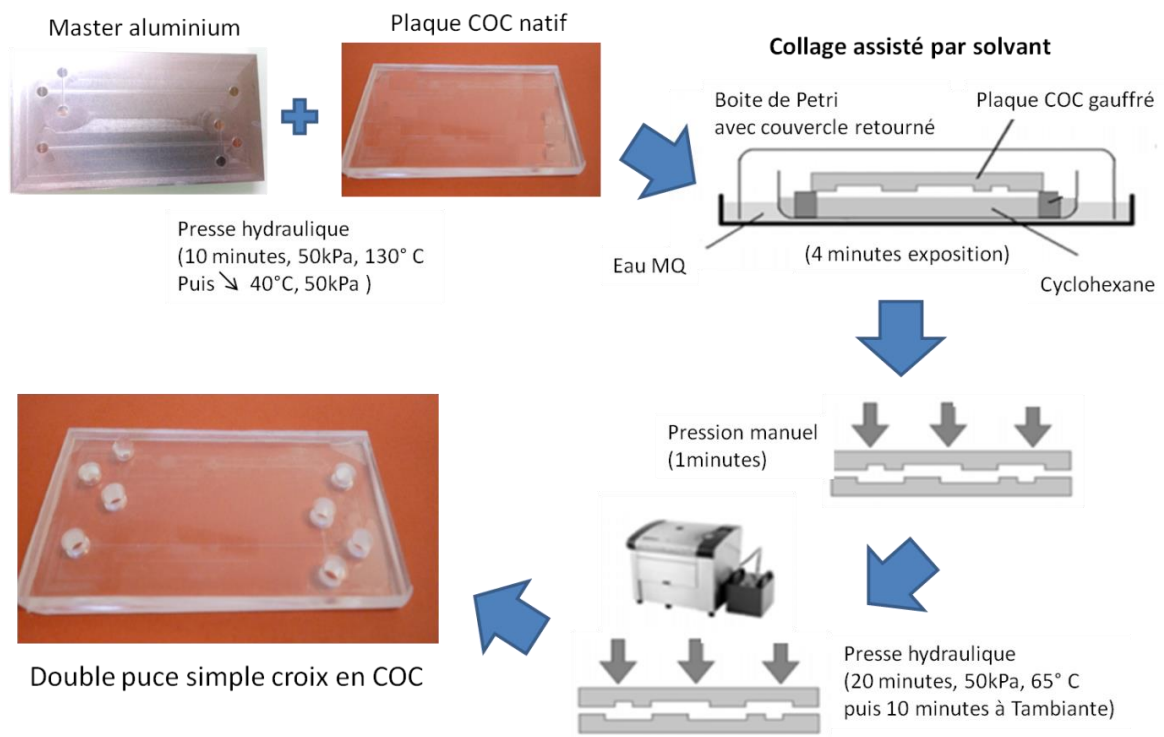 Master aluminium
Plaque COC natif
Presse hydraulique
(10 minutes, 50kPa, 130° C
Puis ↘ 40°C, 50kPa )
Collage assisté par solvant
Boite de Petri
avec couvercle retourné
Plaque COC gauffré
Eau MQ
(4 minutes exposition)
Cyclohexane
Pression manuel
(1minutes)
Presse hydraulique
(20 minutes, 50kPa, 65° C
puis 10 minutes à Tambiante)
Double puce simple croix en COC